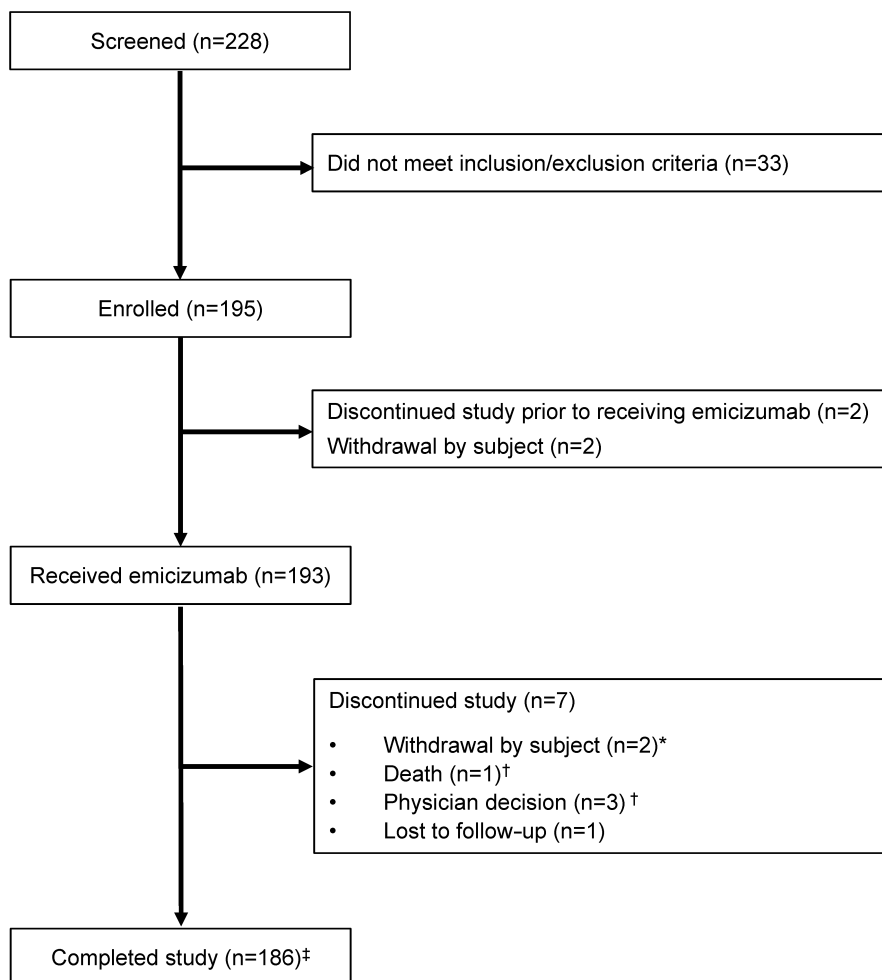 Screened (n=228)
Did not meet inclusion/exclusion criteria (n=33)
Enrolled (n=195)
Discontinued study prior to receiving emicizumab (n=2)
Withdrawal by subject (n=2)
Received emicizumab (n=193)
Discontinued study (n=7)
• Withdrawal by subject (n=2)*
• Death (n=1)†
• Physician decision (n=3) †
• Lost to follow-up (n=1)
Completed study (n=186)‡